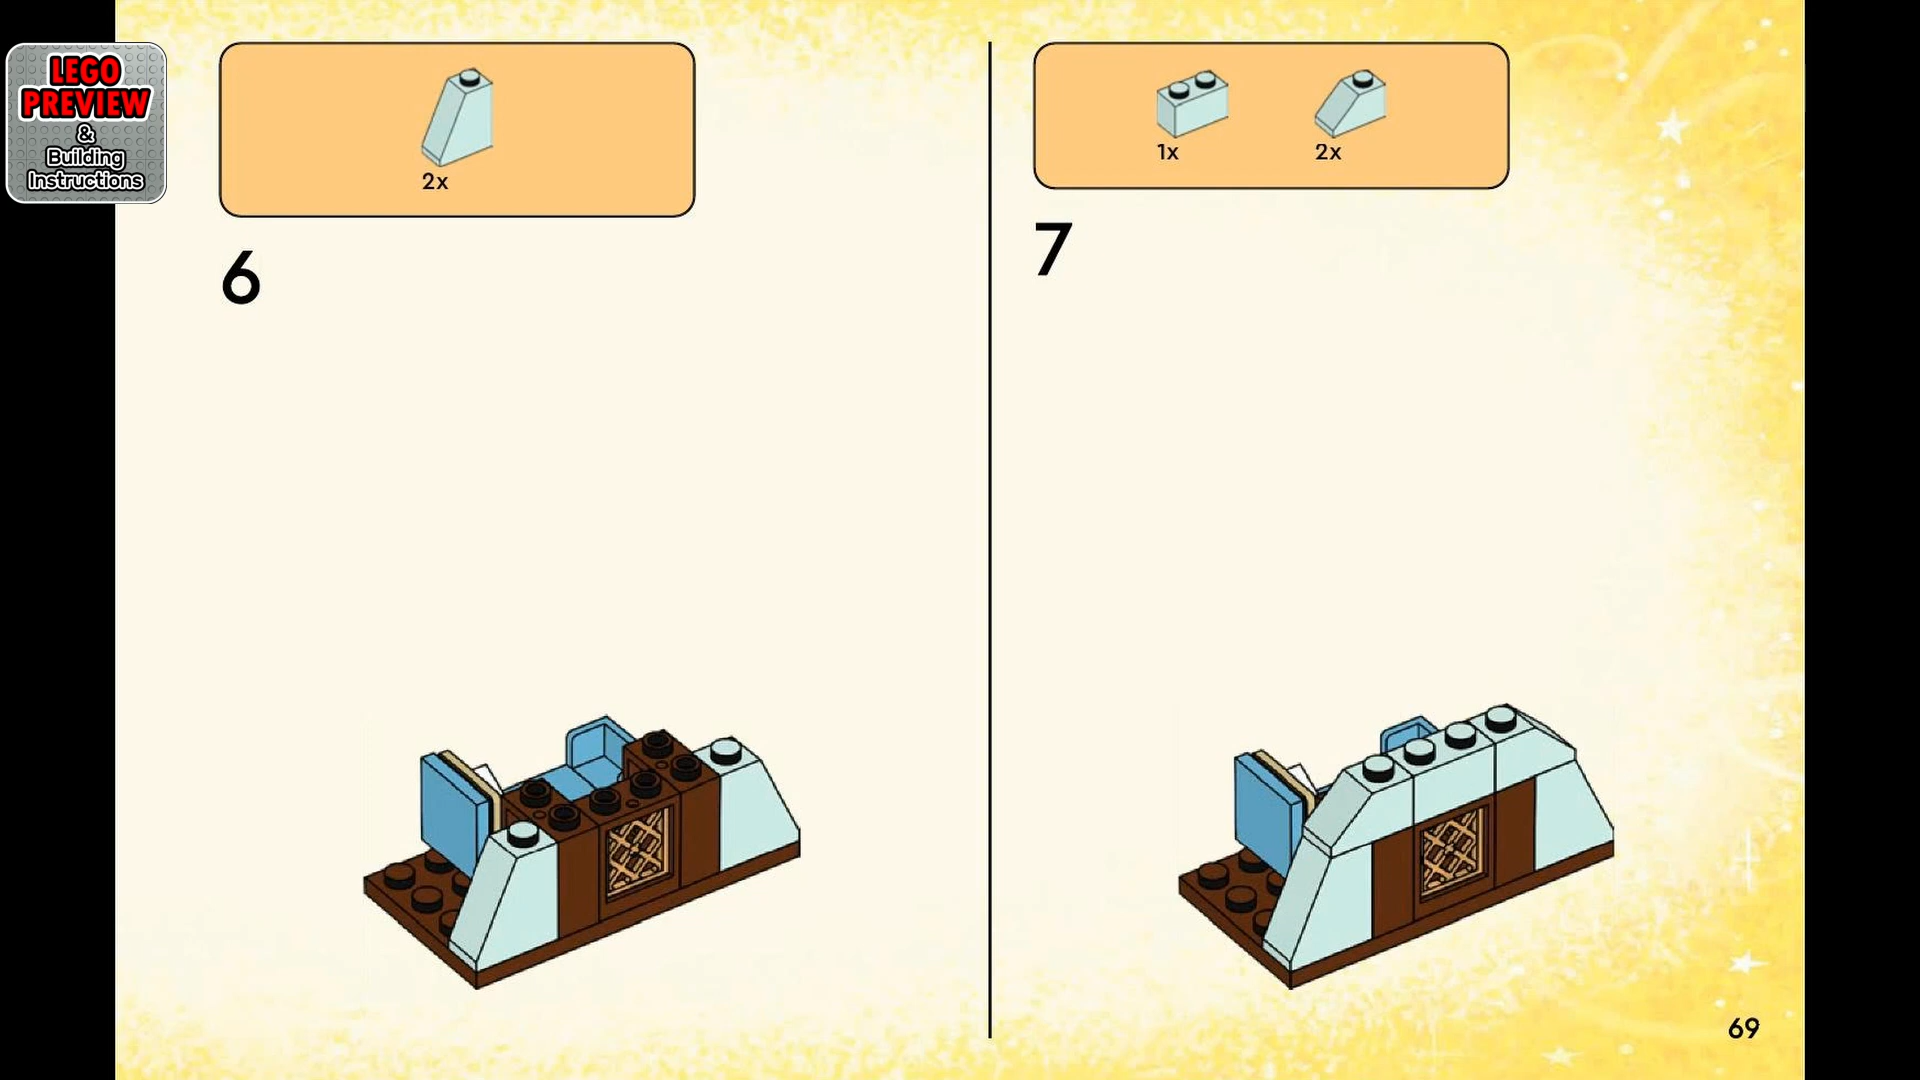 LEGO
PREVIEW
&
Building
Instructions
2x
6
1x 2x
7
69